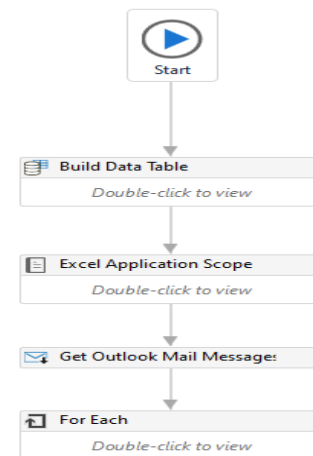 Start
Build Data Table
Double-click to view
Excel Application Scope
Double-click to view
Get Outlook Mail Messages
For Each
Double-click to view